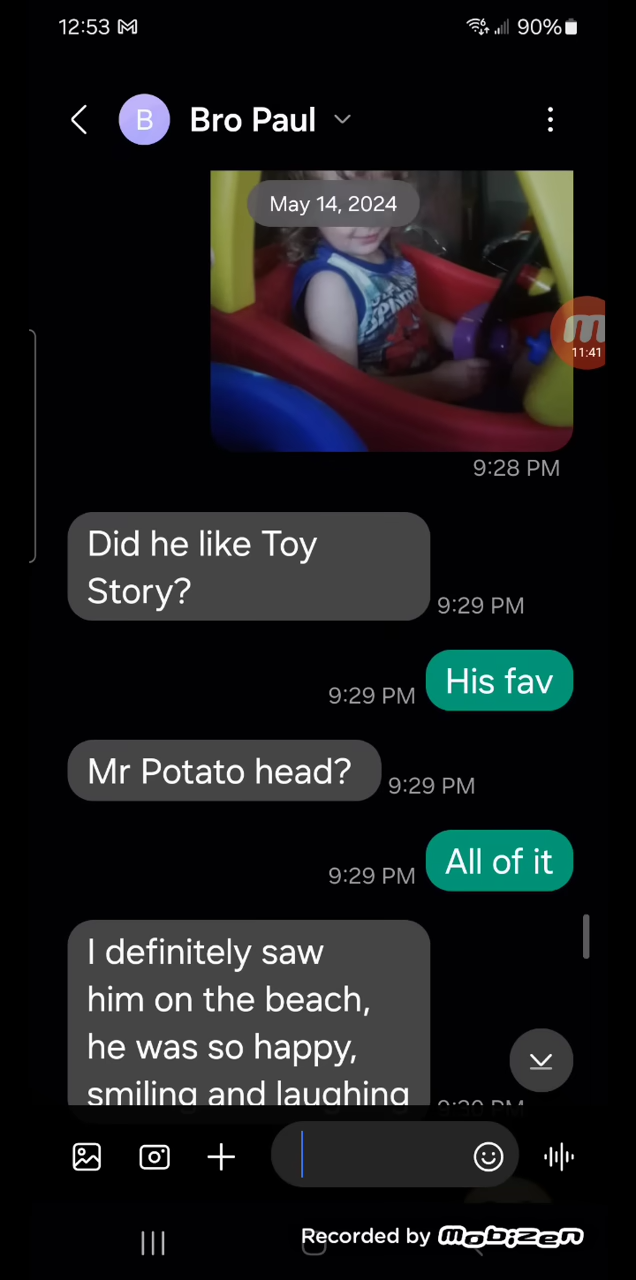 12:53
90%
B
Bro Paul
May 14, 2024
11:41
9:28 PM
Did he like Toy
Story?
9:29 PM
His fav
9:29 PM
Mr Potato head?
9:29 PM
All of it
9:29 PM
I definitely saw
him on the beach,
he was so happy,
smiling and laughing
Recorded by Mobizen